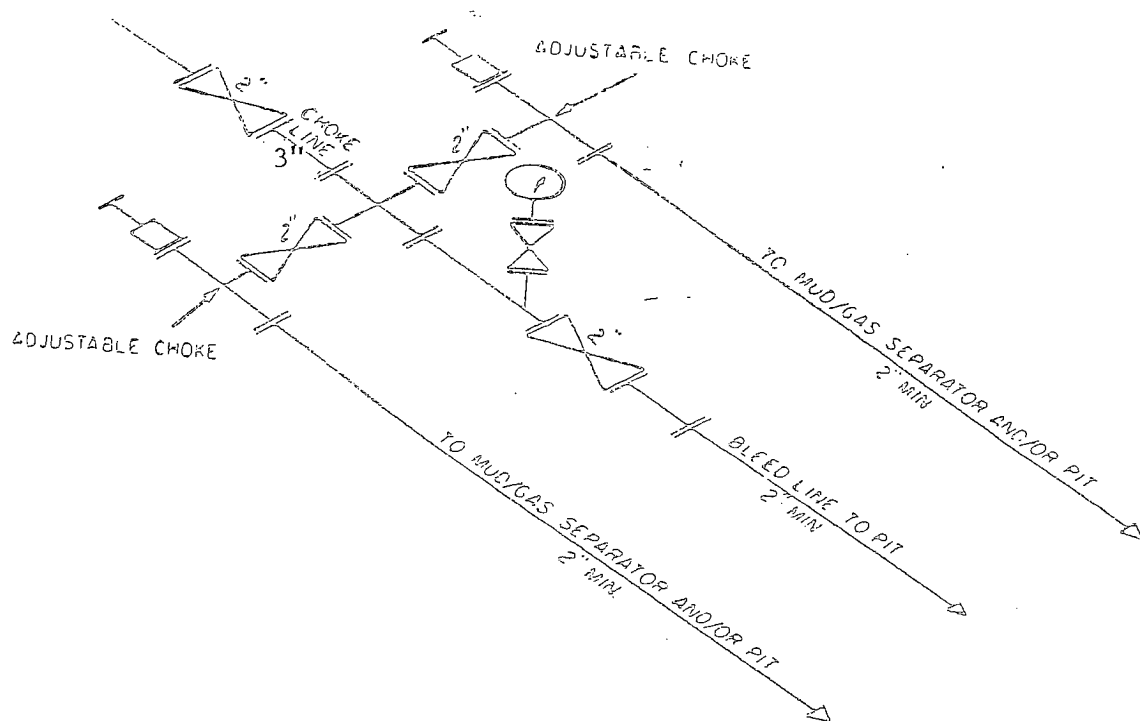 ADJUSTABLE CHOKE
2"
CHOKE
LINE
3"
2"
2"
P
ADJUSTABLE CHOKE
2"
TO MUD/GAS SEPARATOR AND/OR PIT
2" MIN
BLEED LINE TO PIT
2" MIN
TO MUD/GAS SEPARATOR AND/OR PIT
2" MIN